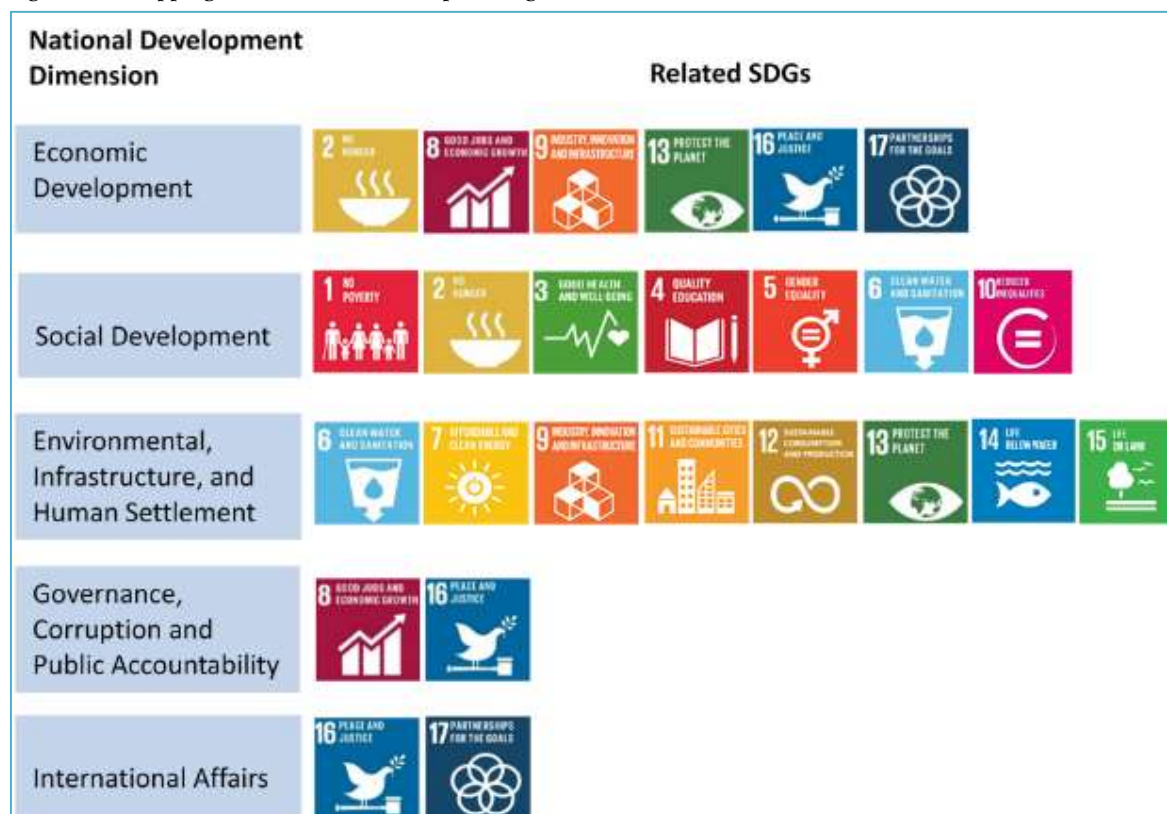 National Development
Dimension
Related SDGs
Economic
Development
2 NO
HUNGER
8 GOOD JOBS AND
ECONOMIC GROWTH
9 INDUSTRY, INNOVATION
AND INFRASTRUCTURE
13 PROTECT THE
PLANET
16 PEACE AND
JUSTICE
17 PARTNERSHIPS
FOR THE GOALS
Social Development
1 NO
POVERTY
2 NO
HUNGER
3 GOOD HEALTH
AND WELL-BEING
4 QUALITY
EDUCATION
5 GENDER
EQUALITY
6 CLEAN WATER
AND SANITATION
10 REDUCED
INEQUALITIES
Environmental,
Infrastructure, and
Human Settlement
6 CLEAN WATER
AND SANITATION
7 AFFORDABLE AND
CLEAN ENERGY
9 INDUSTRY, INNOVATION
AND INFRASTRUCTURE
11 SUSTAINABLE CITIES
AND COMMUNITIES
12 SUSTAINABLE
CONSUMPTION
AND PRODUCTION
13 PROTECT THE
PLANET
14 LIFE
BELOW WATER
15 LIFE
ON LAND
Governance,
Corruption and
Public Accountability
8 GOOD JOBS AND
ECONOMIC GROWTH
16 PEACE AND
JUSTICE
International Affairs
16 PEACE AND
JUSTICE
17 PARTNERSHIPS
FOR THE GOALS